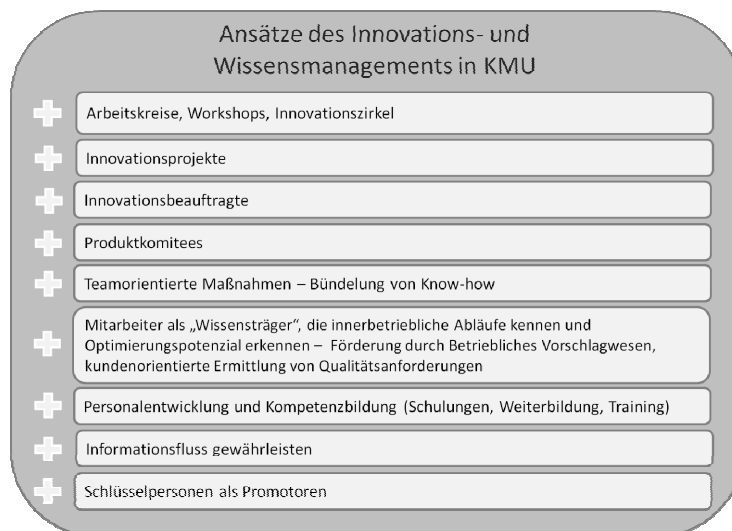 Ansätze des Innovations- und
Wissensmanagements in KMU
Arbeitskreise, Workshops, Innovationszirkel
Innovationsprojekte
Innovationsbeauftragte
Produktkomitees
Teamorientierte Maßnahmen – Bündelung von Know-how
Mitarbeiter als „Wissensträger“, die innerbetriebliche Abläufe kennen und
Optimierungspotenzial erkennen – Förderung durch Betriebliches Vorschlagwesen,
kundenorientierte Ermittlung von Qualitätsanforderungen
Personalentwicklung und Kompetenzbildung (Schulungen, Weiterbildung, Training)
Informationsfluss gewährleisten
Schlüsselpersonen als Promotoren